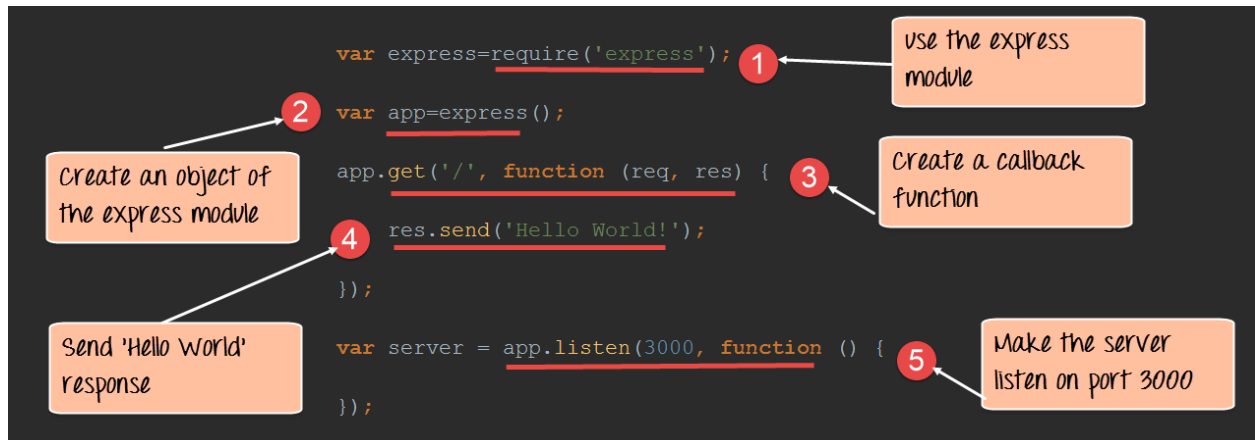 var express=require('express');
1
use the express
module
2
var app=express();
Create an object of
the express module
app.get('/', function (req, res) {
3
Create a callback
function
4
res.send('Hello World!');
});
Send 'Hello World'
response
var server = app.listen(3000, function () {
5
Make the server
listen on port 3000
});